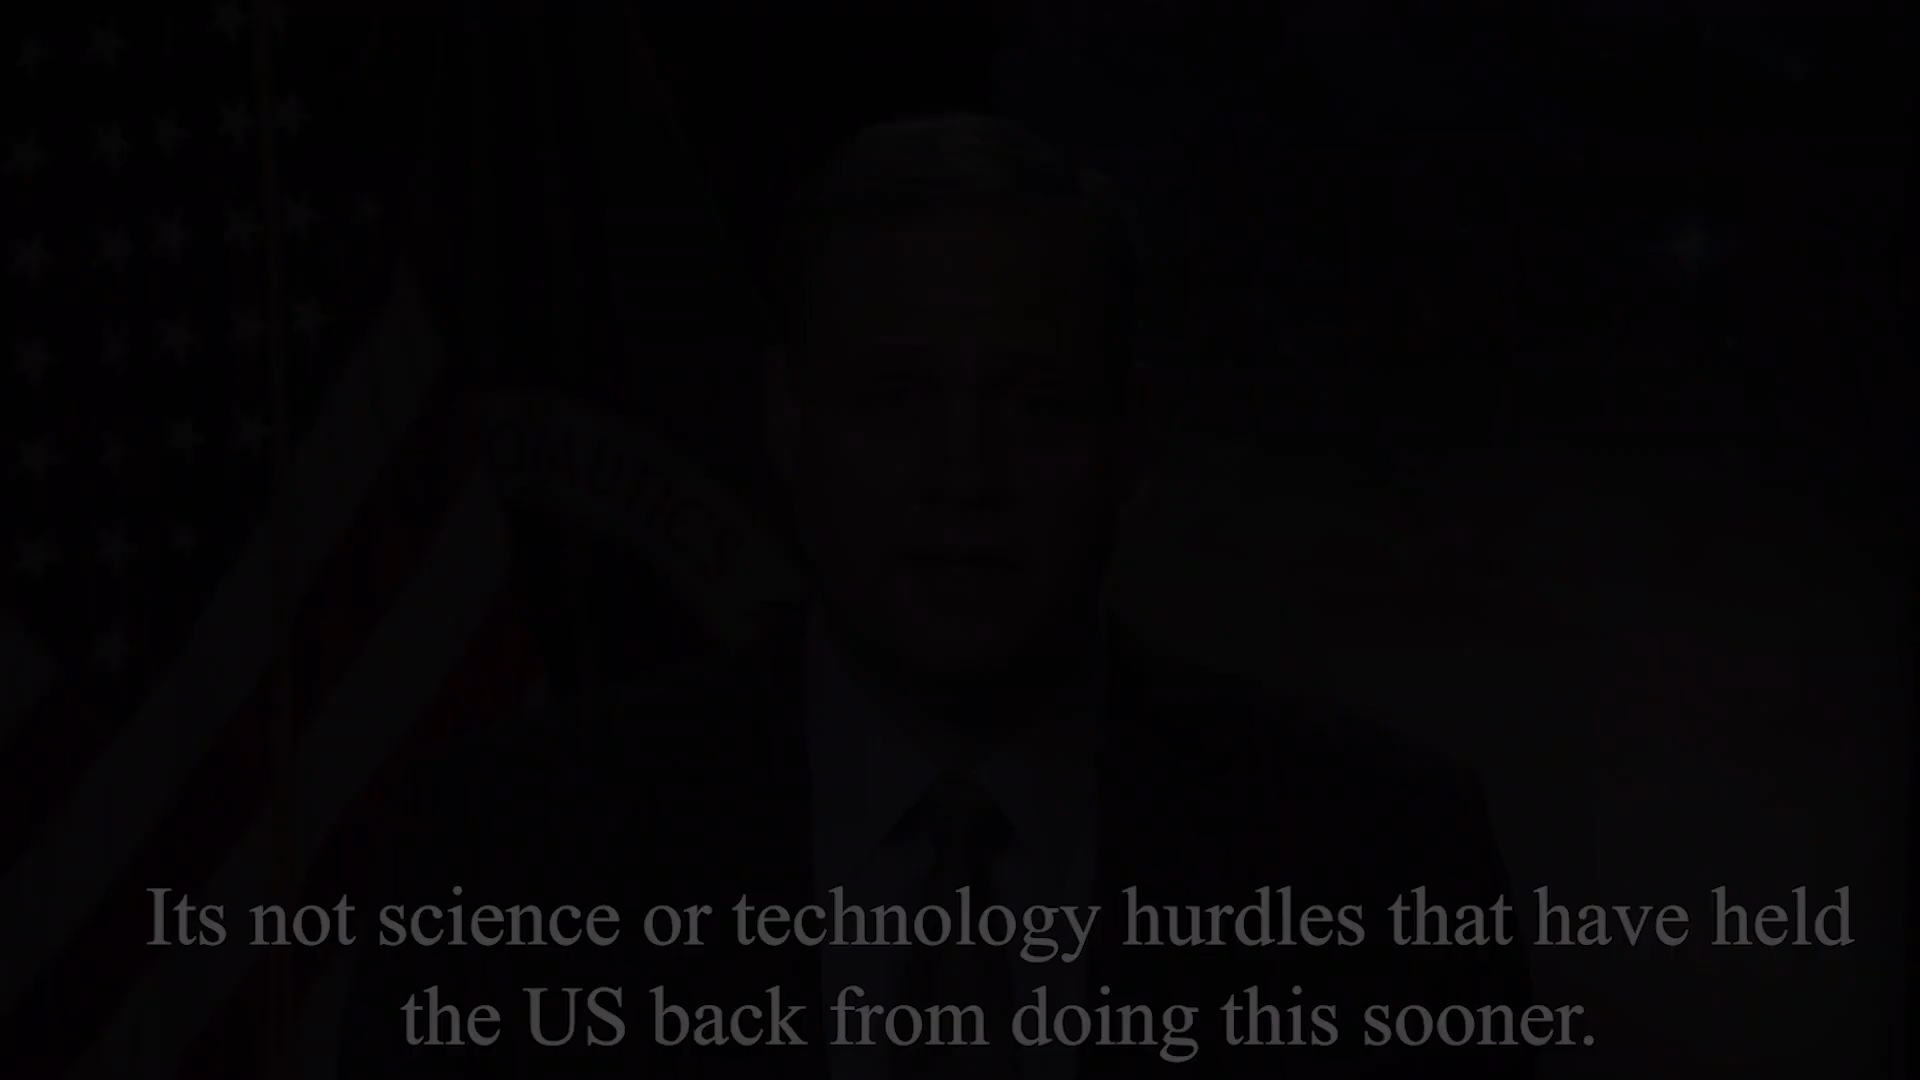 Its not science or technology hurdles that have held
the US back from doing this sooner.